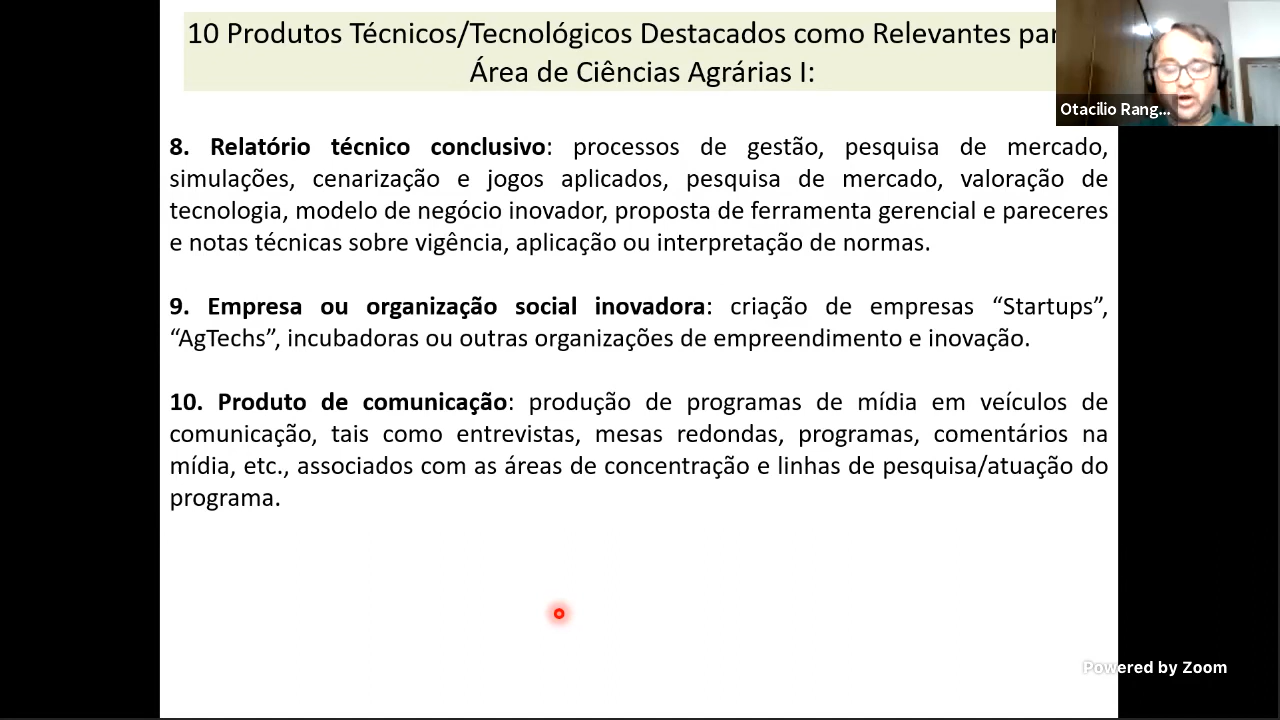 10 Produtos Técnicos/Tecnológicos Destacados como Relevantes
Área de Ciências Agrárias I:
Otacilio Rang...
8. Relatório técnico conclusivo: processos de gestão, pesquisa de mercado,
simulações, cenarização e jogos aplicados, pesquisa de mercado, valoração de
tecnologia, modelo de negócio inovador, proposta de ferramenta gerencial e pareceres
e notas técnicas sobre vigência, aplicação ou interpretação de normas.
9. Empresa ou organização social inovadora: criação de empresas “Startups”,
“AgTechs”, incubadoras ou outras organizações de empreendimento e inovação.
10. Produto de comunicação: produção de programas de mídia em veículos de
comunicação, tais como entrevistas, mesas redondas, programas, comentários na
mídia, etc., associados com as áreas de concentração e linhas de pesquisa/atuação do
programa.
Powered by Zoom